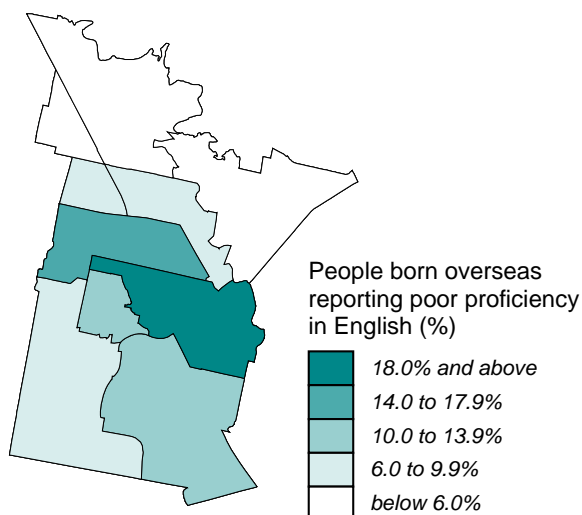 People born overseas
reporting poor proficiency
in English (%)
18.0% and above
14.0 to 17.9%
10.0 to 13.9%
6.0 to 9.9%
below 6.0%